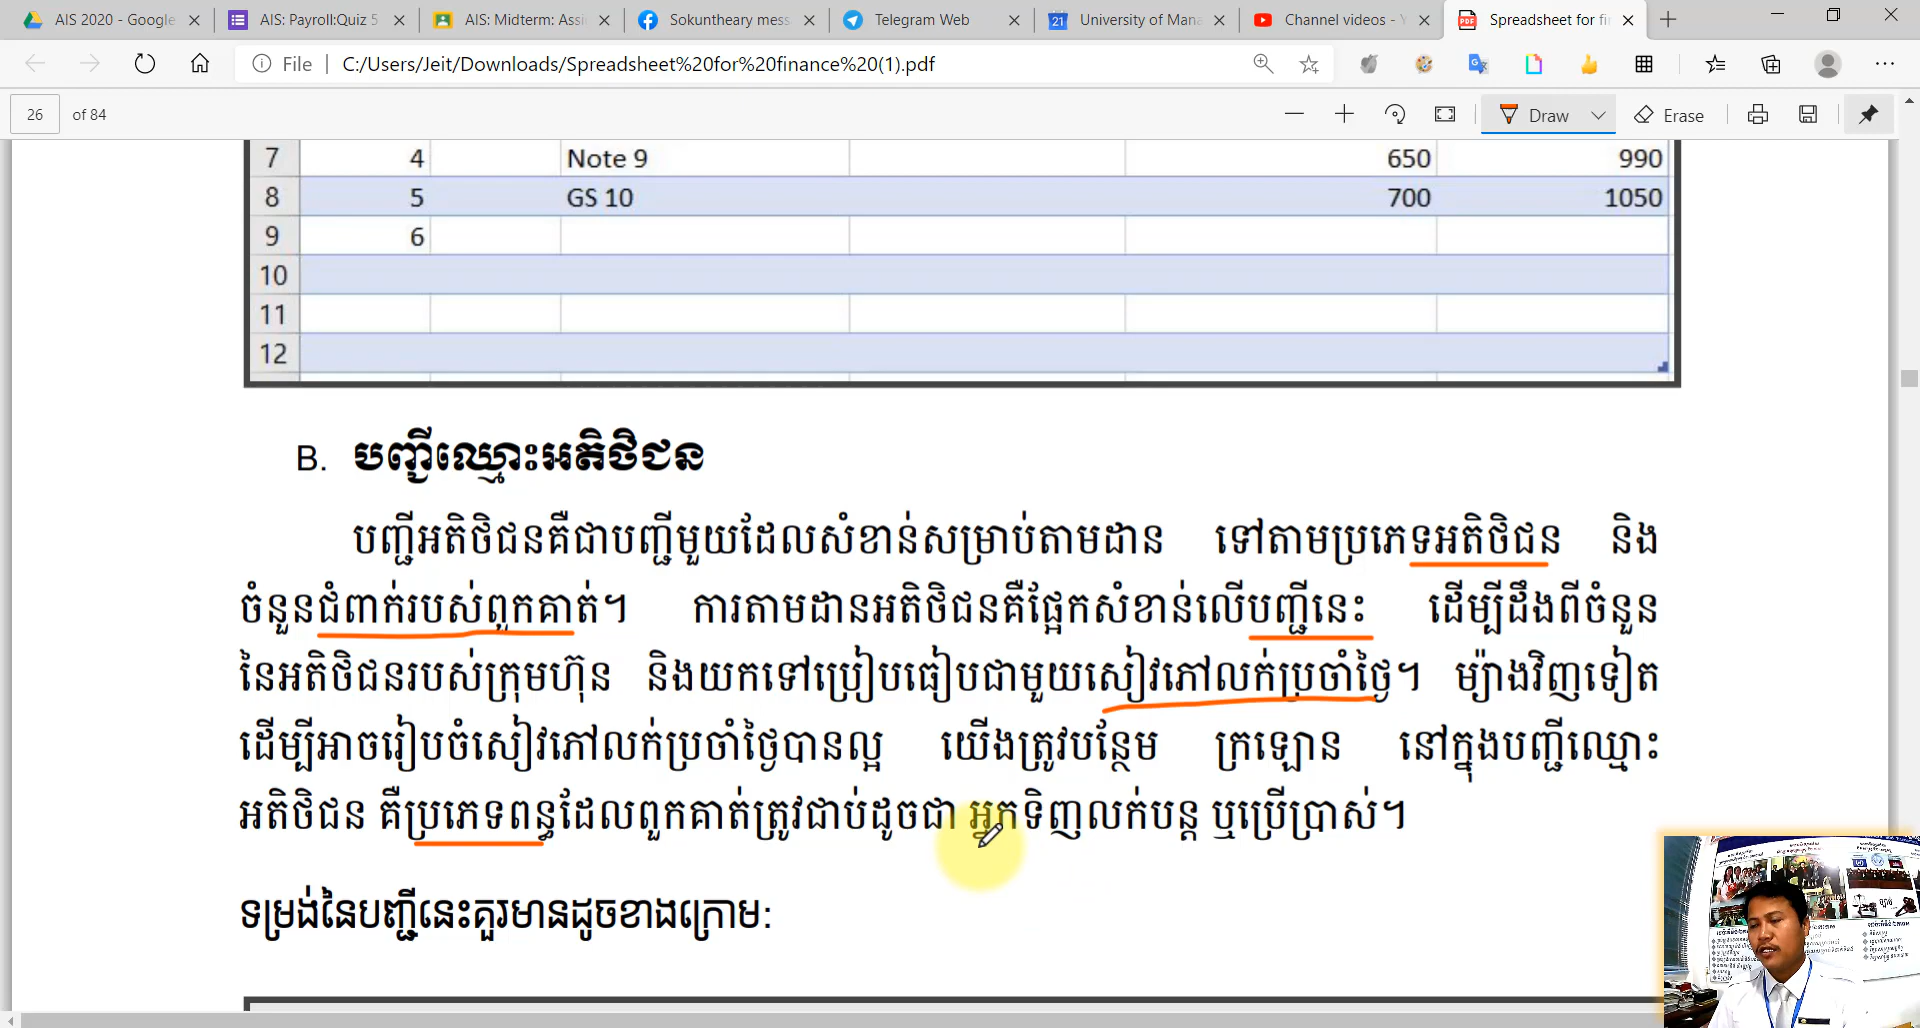 AIS 2020 - Google
AIS: Payroll:Quiz 5
AIS: Midterm: Assi
Sokuntheary mess
Telegram Web
21 University of Mana
Channel videos - Y
PDF Spreadsheet for fi
File | C:/Users/Jeit/Downloads/Spreadsheet%20for%20finance%20(1).pdf
26 of 84
Draw
Erase
7 4 Note 9 650 990
8 5 GS 10 700 1050
9 6
10
11
12
B. បញ្ជីឈ្មោះអតិថិជន
បញ្ជីអតិថិជនគឺជាបញ្ជីមួយដែលសំខាន់សម្រាប់តាមដាន ទៅតាមប្រភេទអតិថិជន និង
ចំនួនជំពាក់របស់ពួកគាត់។ ការតាមដានអតិថិជនគឺផ្អែកសំខាន់លើបញ្ជីនេះ ដើម្បីដឹងពីចំនួន
នៃអតិថិជនរបស់ក្រុមហ៊ុន និងយកទៅប្រៀបធៀបជាមួយសៀវភៅលក់ប្រចាំថ្ងៃ។ ម្យ៉ាងវិញទៀត
ដើម្បីអាចរៀបចំសៀវភៅលក់ប្រចាំថ្ងៃបានល្អ យើងត្រូវបន្ថែម ក្រឡោន នៅក្នុងបញ្ជីឈ្មោះ
អតិថិជន គឺប្រភេទពន្ធដែលពួកគាត់ត្រូវជាប់ដូចជា អ្នកទិញលក់បន្ត ឬប្រើប្រាស់។
ទម្រង់នៃបញ្ជីនេះគួរមានដូចខាងក្រោម: